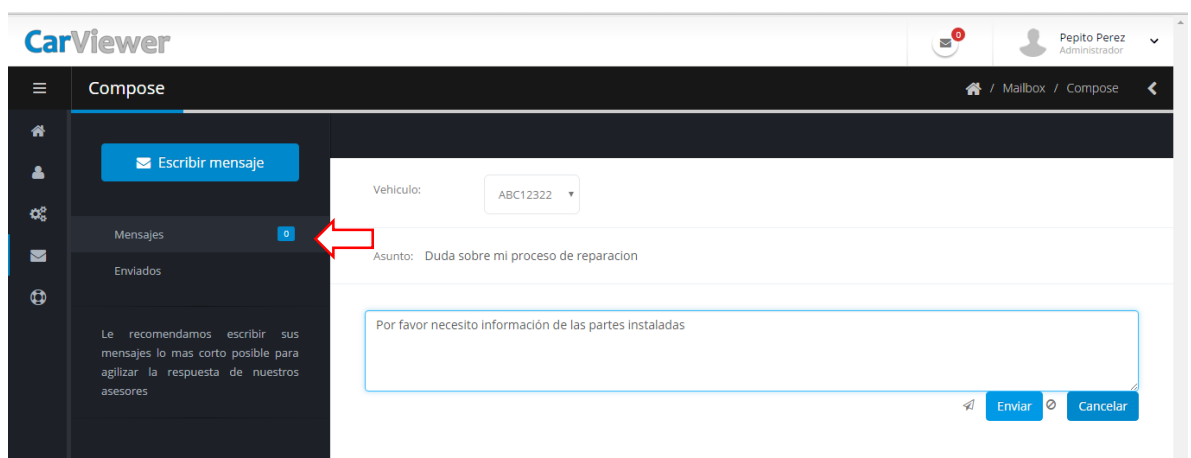 CarViewer
0
Pepito Perez
Administrador
Compose
/ Mailbox / Compose
Escribir mensaje
Mensajes
0
Enviados
Le recomendamos escribir sus
mensajes lo mas corto posible para
agilizar la respuesta de nuestros
asesores
Vehiculo:
ABC12322
Asunto: Duda sobre mi proceso de reparacion
Por favor necesito información de las partes instaladas
Enviar
Cancelar